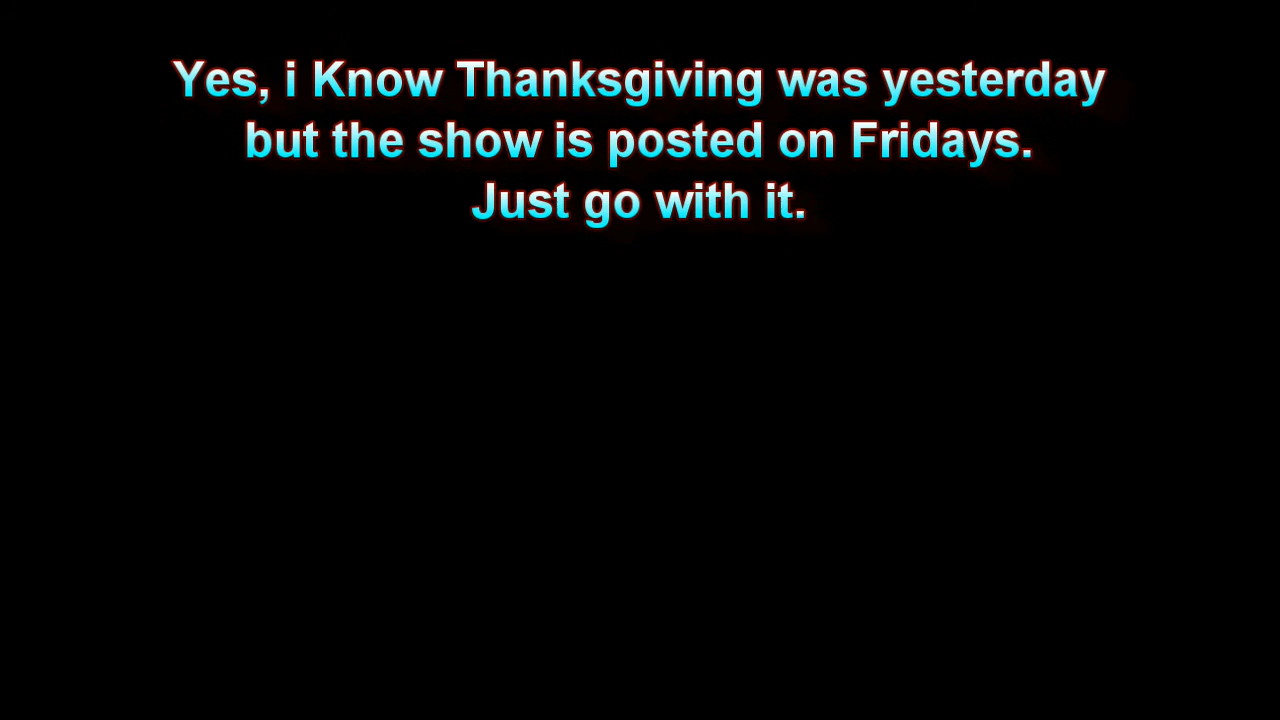 Yes, i Know Thanksgiving was yesterday
but the show is posted on Fridays.
Just go with it.